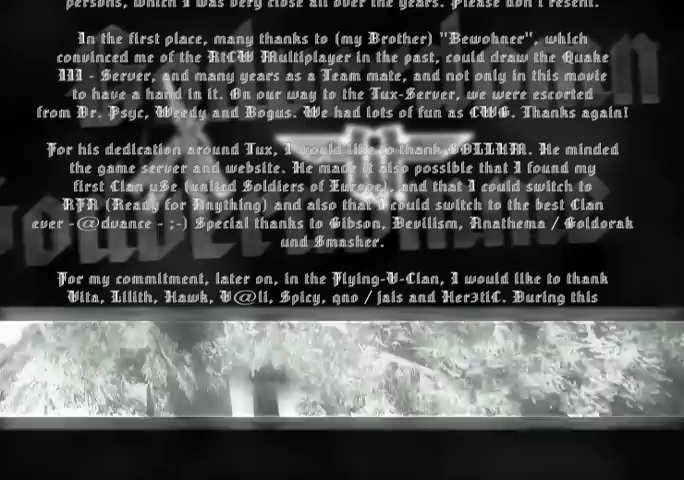 persons, which I was very close all over the years. Please don't resent.
In the first place, many thanks to (my Brother) "Bewohner", which
convinced me of the RtCW Multiplayer in the past, could draw the Quake
III - Server, and many years as a Team mate, and not only in this movie
to have a hand in it. On our way to the Tux-Server, we were escorted
from Dr. Psyc, Weedy and Bogus. We had lots of fun as CWG. Thanks again!
For his dedication around Tux, I would like to thank GOLLUM. He minded
the game server and website. He made it also possible that I found my
first Clan uSe (united Soldiers of Europe), and that I could switch to
RFA (Ready for Anything) and also that I could switch to the best Clan
ever -@dvance - ;-) Special thanks to Gibson, Devilism, Anathema / Goldorak
und Smasher.
For my commitment, later on, in the Flying-V-Clan, I would like to thank
Vita, Lilith, Hawk, V@li, Spicy, qno / jals and Her3tiC. During this